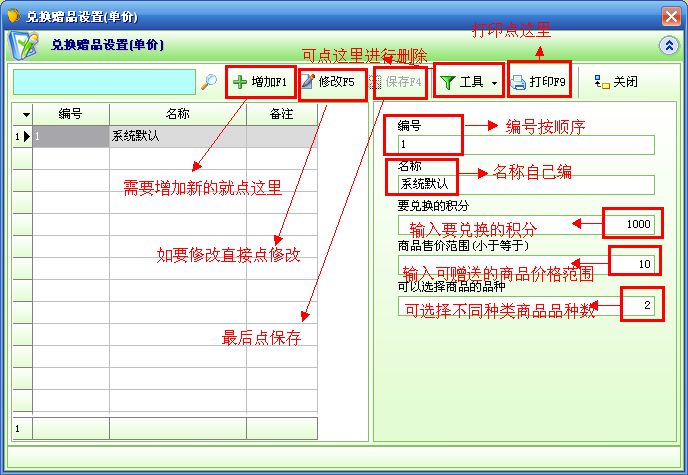 兑换赠品设置(单价)
兑换赠品设置(单价)
打印点这里
可点这里进行删除
增加F1
修改F5
保存F4
工具
打印F9
关闭
编号 名称 备注
1 1 系统默认
需要增加新的就点这里
如要修改直接点修改
最后点保存
1
编号
1
编号按顺序
名称
系统默认
名称自己编
要兑换的积分
输入要兑换的积分
1000
商品售价范围(小于等于)
输入可赠送的商品价格范围
10
可以选择商品的品种
可选择不同种类商品品种数
2